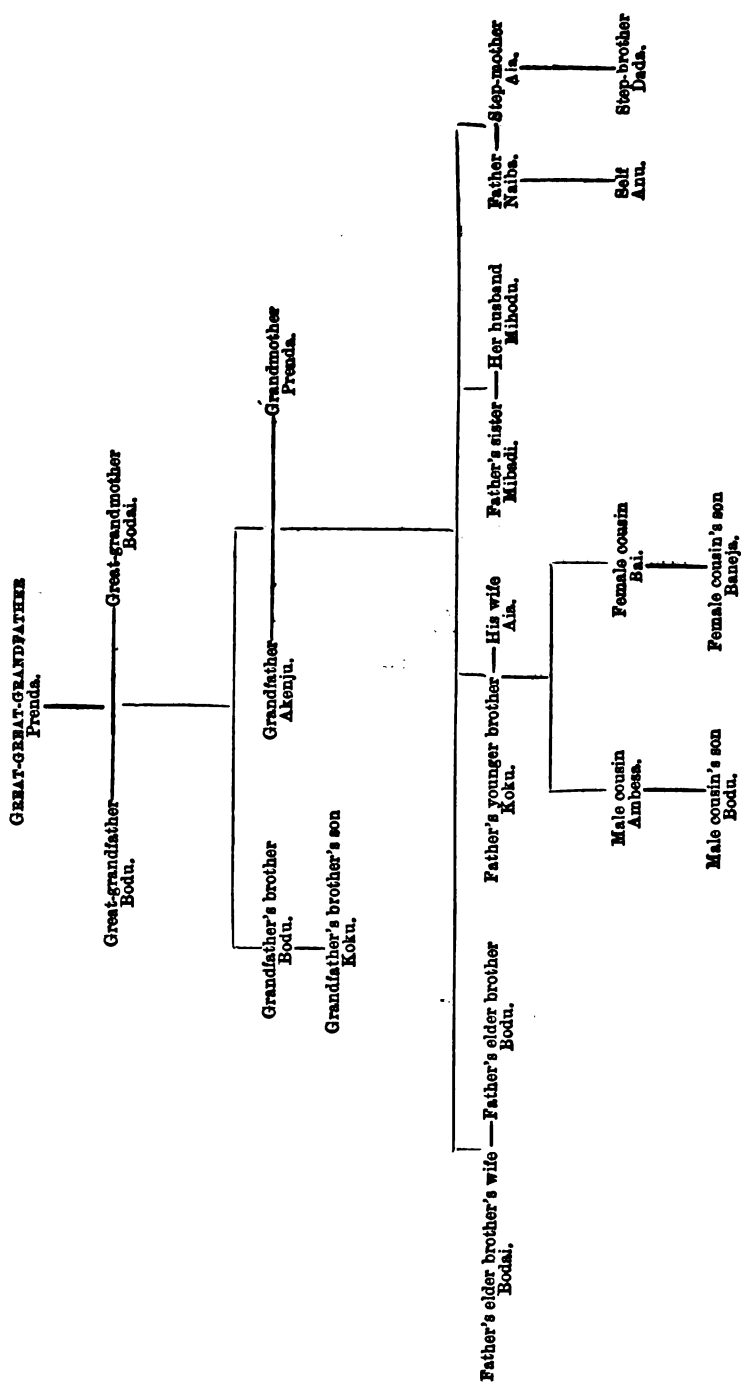 GREAT-GREAT-GRANDFATHER
Prenda.
Great-grandfather
Bodu.
Great-grandmother
Bodai.
Grandfather's brother
Bodu.
Grandfather
Akenju.
Grandmother
Prenda.
Grandfather's brother's son
Koku.
Father's elder brother's wife
Bodai.
Father's elder brother
Bodu.
Father's younger brother
Koku.
His wife
Aia.
Father's sister
Mibadi.
Her husband
Mihodu.
Father
Naiba.
Step-mother
Aia.
Male cousin
Ambesa.
Female cousin
Bai.
Self
Anu.
Step-brother
Dada.
Male cousin's son
Bodu.
Female cousin's son
Baneja.